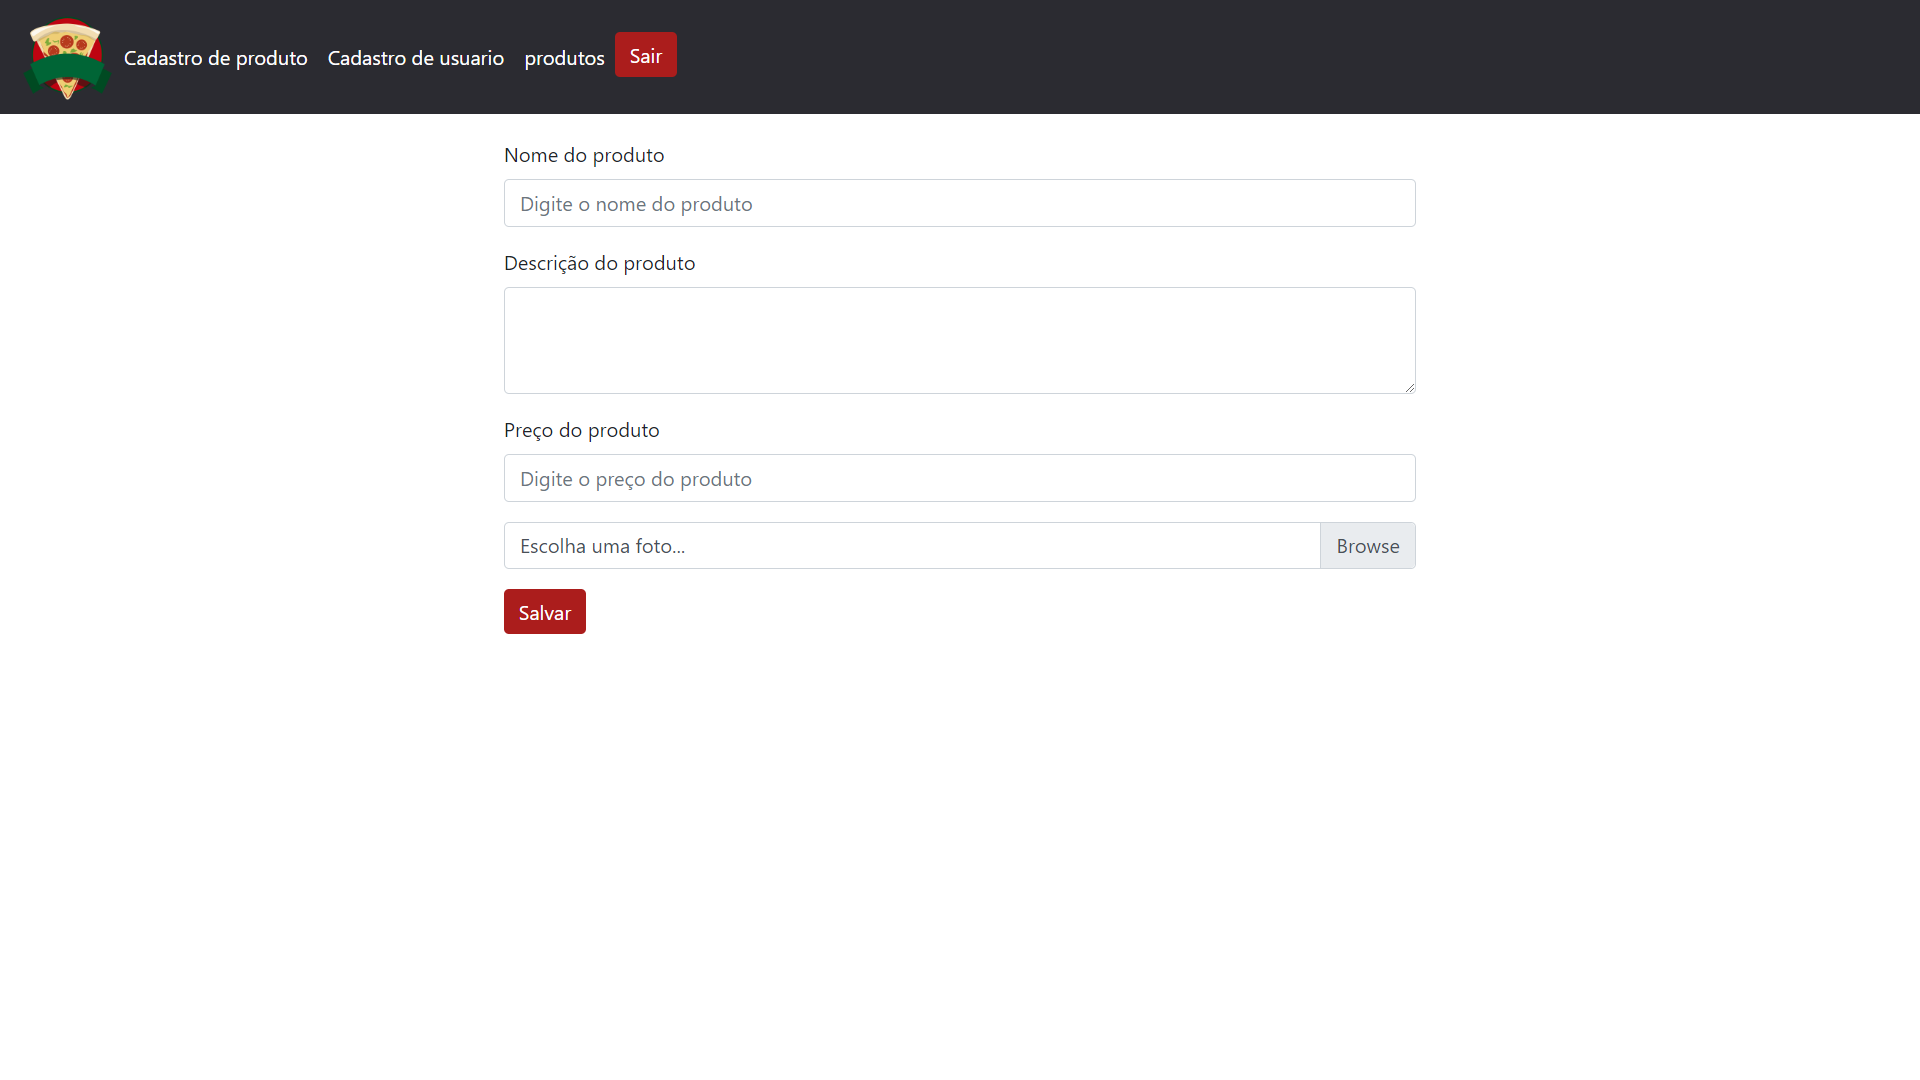 Cadastro de produto Cadastro de usuario produtos Sair
Nome do produto
Digite o nome do produto
Descrição do produto
Preço do produto
Digite o preço do produto
Escolha uma foto... Browse
Salvar